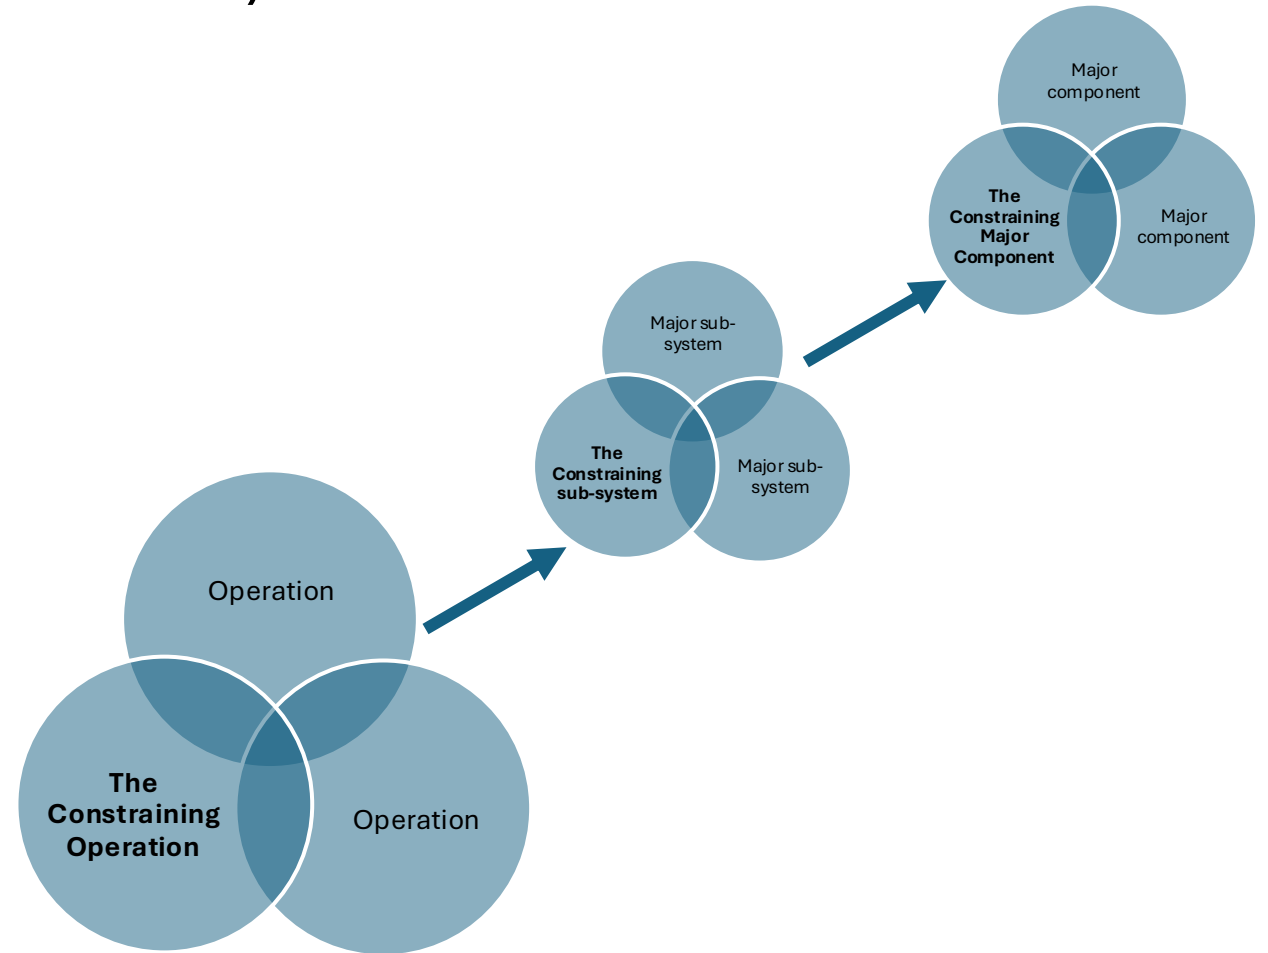 Major
component
The
Constraining
Major
Component
Major
component
Major sub-
system
The
Constraining
sub-system
Major sub-
system
Operation
The
Constraining
Operation
Operation